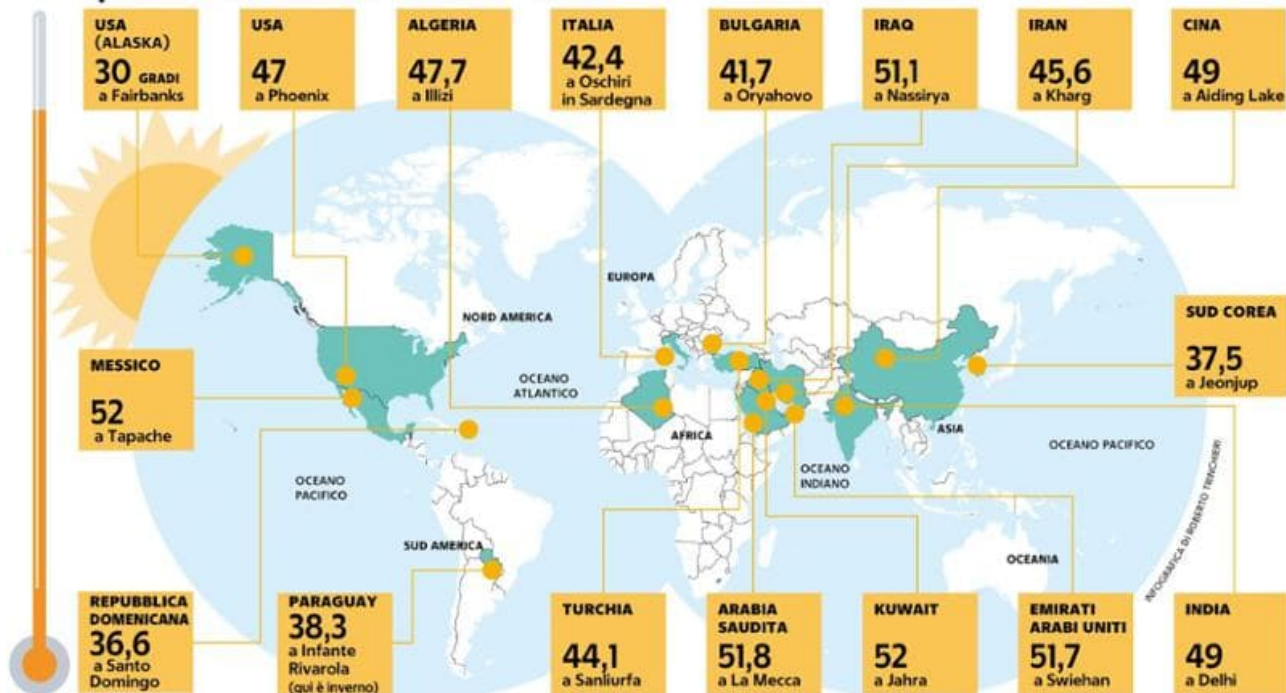 USA
(ALASKA)
30 GRADI
a Fairbanks
USA
47
a Phoenix
ALGERIA
47,7
a Illizi
ITALIA
42,4
a Oschiri
in Sardegna
BULGARIA
41,7
a Oryahovo
IRAQ
51,1
a Nassirya
IRAN
45,6
a Kharg
CINA
49
a Aiding Lake
EUROPA
NORD AMERICA
SUD COREA
37,5
a Jeonjup
MESSICO
52
a Tapache
OCEANO
ATLANTICO
AFRICA
ASIA
OCEANO PACIFICO
OCEANO
INDIANO
OCEANO
PACIFICO
SUD AMERICA
OCEANIA
INFOGRAFICA DI ROBERTO TRINCHIERI
REPUBBLICA
DOMENICANA
36,6
a Santo
Domingo
PARAGUAY
38,3
a Infante
Rivarola
(qui è inverno)
TURCHIA
44,1
a Sanliurfa
ARABIA
SAUDITA
51,8
a La Mecca
KUWAIT
52
a Jahra
EMIRATI
ARABI UNITI
51,7
a Swiehan
INDIA
49
a Delhi